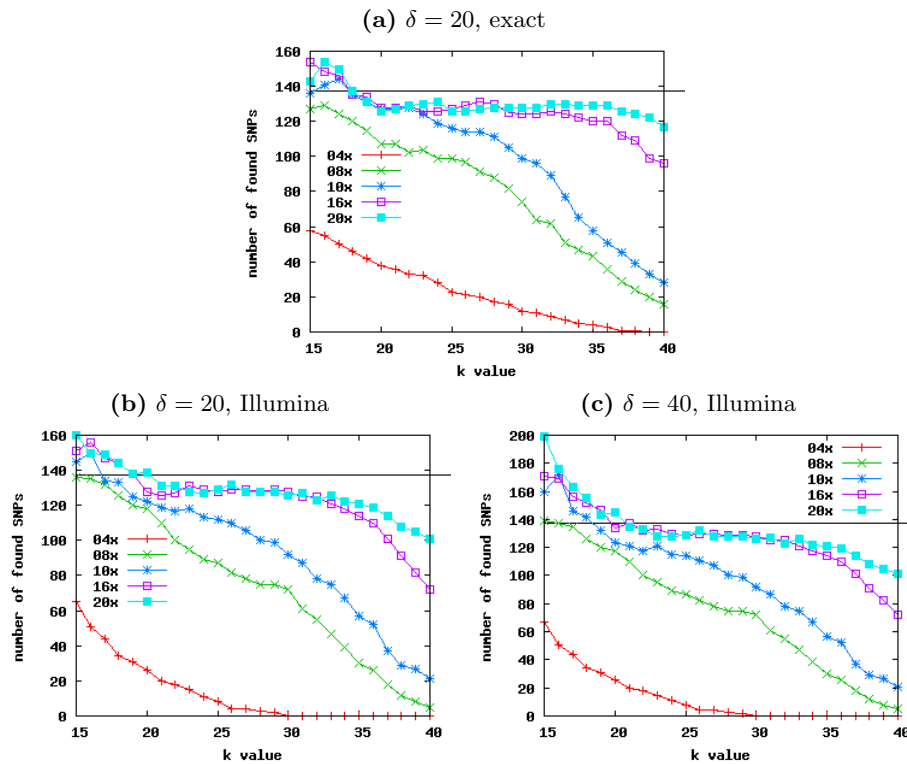 (a) δ = 20, exact
number of found SNPs
160
140
120
100
80
60
40
20
0
04x
08x
10x
16x
20x
15 20 25 30 35 40
k value
(b) δ = 20, Illumina
number of found SNPs
160
140
120
100
80
60
40
20
0
04x
08x
10x
16x
20x
15 20 25 30 35 40
k value
(c) δ = 40, Illumina
number of found SNPs
200
180
160
140
120
100
80
60
40
20
0
04x
08x
10x
16x
20x
15 20 25 30 35 40
k value